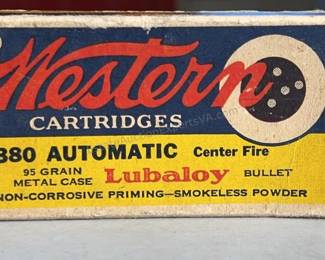 Western
CARTRIDGES
380 AUTOMATIC Center Fire
95 GRAIN
METAL CASE Lubaloy BULLET
NON-CORROSIVE PRIMING—SMOKELESS POWDER